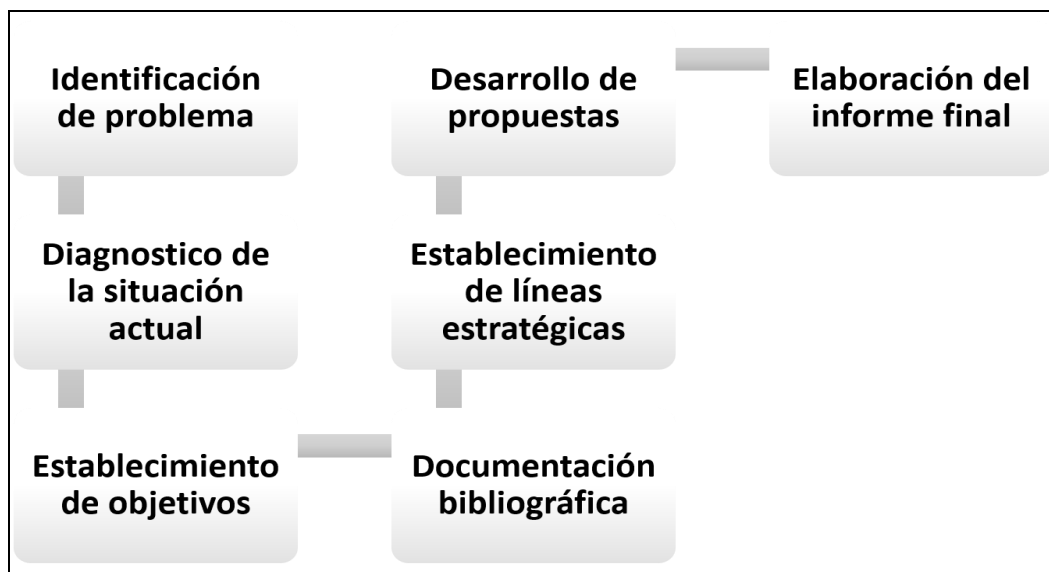 Identificación
de problema
Diagnostico de
la situación
actual
Establecimiento
de objetivos
Documentación
bibliográfica
Establecimiento
de líneas
estratégicas
Desarrollo de
propuestas
Elaboración del
informe final